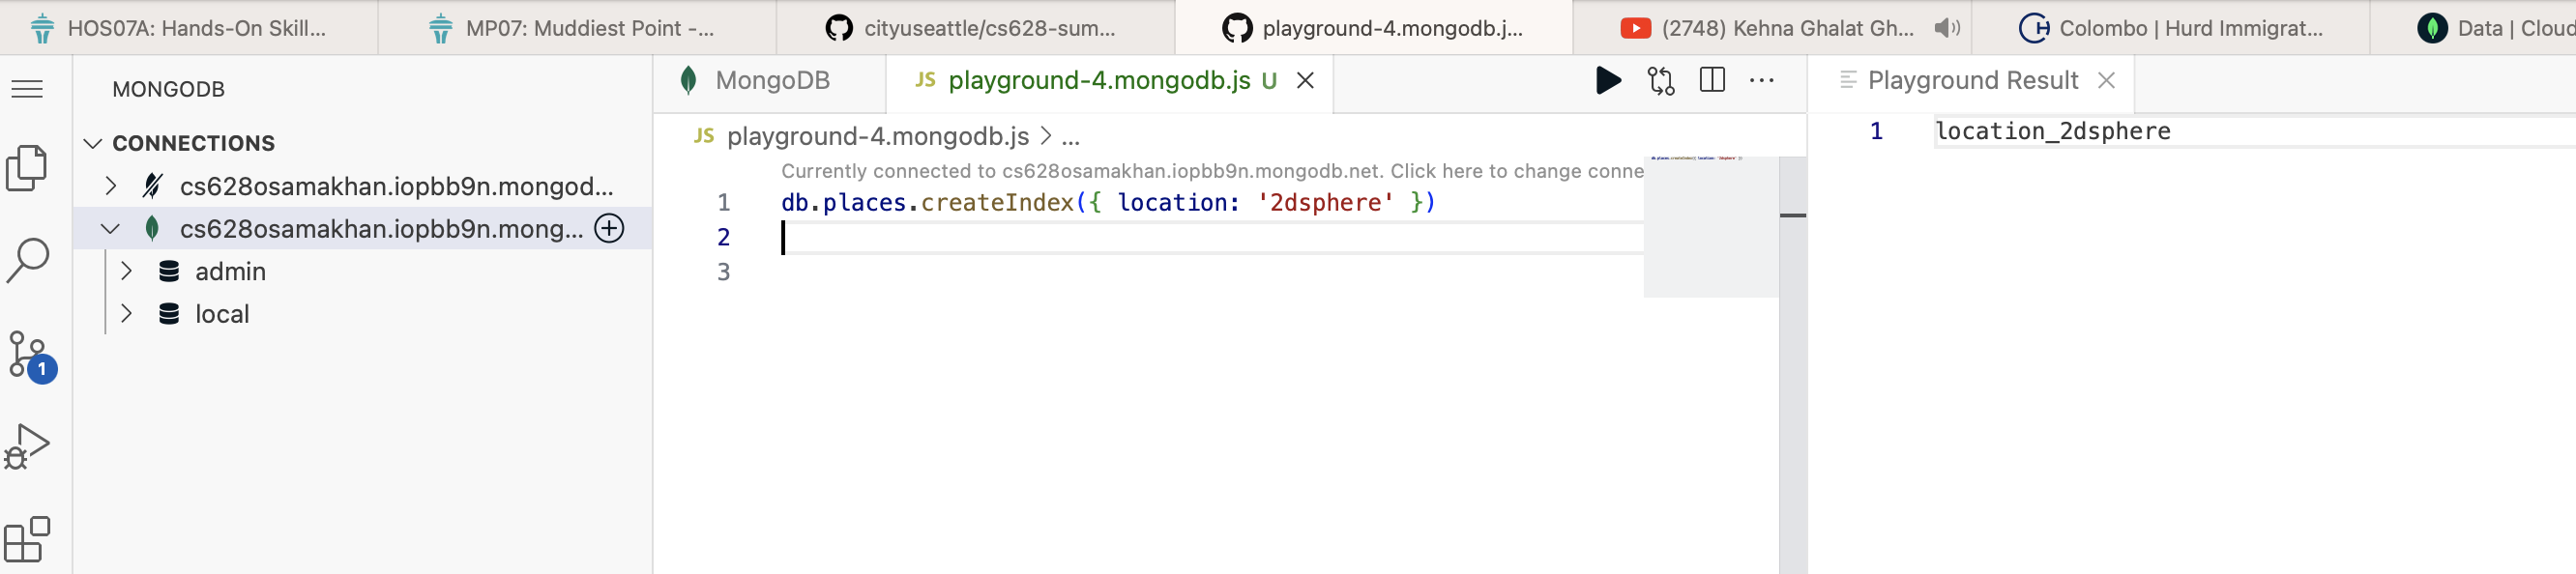 HOS07A: Hands-On Skill...
MP07: Muddiest Point -...
cityuseattle/cs628-sum...
playground-4.mongodb.j...
(2748) Kehna Ghalat Gh...
Colombo | Hurd Immigrat...
Data | Cloud
MONGODB
CONNECTIONS
cs628osamakhan.iopbb9n.mongod...
cs628osamakhan.iopbb9n.mong...
admin
local
1
MongoDB
JS playground-4.mongodb.js U
JS playground-4.mongodb.js > ...
Currently connected to cs628osamakhan.iopbb9n.mongodb.net. Click here to change conne
1 db.places.createIndex({ location: '2dsphere' })
2
3
Playground Result
1 location_2dsphere